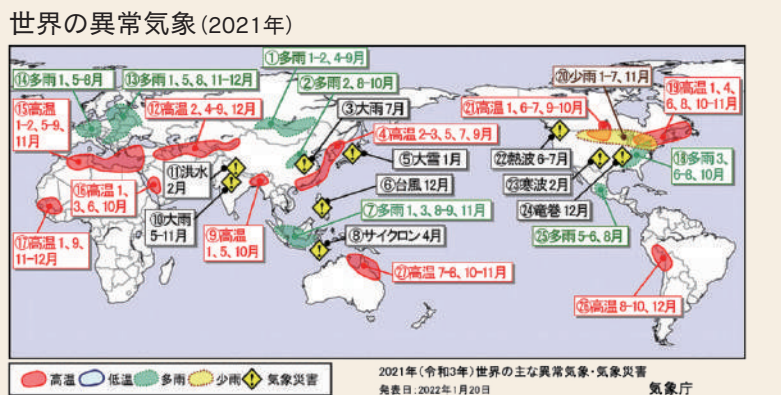 世界の異常気象(2021年)
①多雨1-2、4-9月
②多雨2、8-10月
③大雨7月
④高温2-3、5、7、9月
⑤大雪1月
⑥台風12月
⑦多雨1、3、8-9、11月
⑧サイクロン4月
⑨高温
1、5、10月
⑩大雨
5-11月
⑪洪水
2月
⑫高温2、4-9、12月
⑬多雨1、5、8、11-12月
⑭多雨1、5-8月
⑮高温
1-2、5-9、
11月
⑯高温1、
3、6、10月
⑰高温1、9、
11-12月
⑱多雨3、
6-8、10月
⑲高温1、4、
6、8、10-11月
⑳少雨1-7、11月
㉑高温1、6-7、9-10月
㉒熱波6-7月
㉓寒波2月
㉔竜巻12月
㉕多雨5-6、8月
㉖高温8-10、12月
㉗高温7-8、10-11月
高温 低温 多雨 少雨 気象災害
2021年(令和3年)世界の主な異常気象・気象災害
発表日:2022年1月20日
気象庁